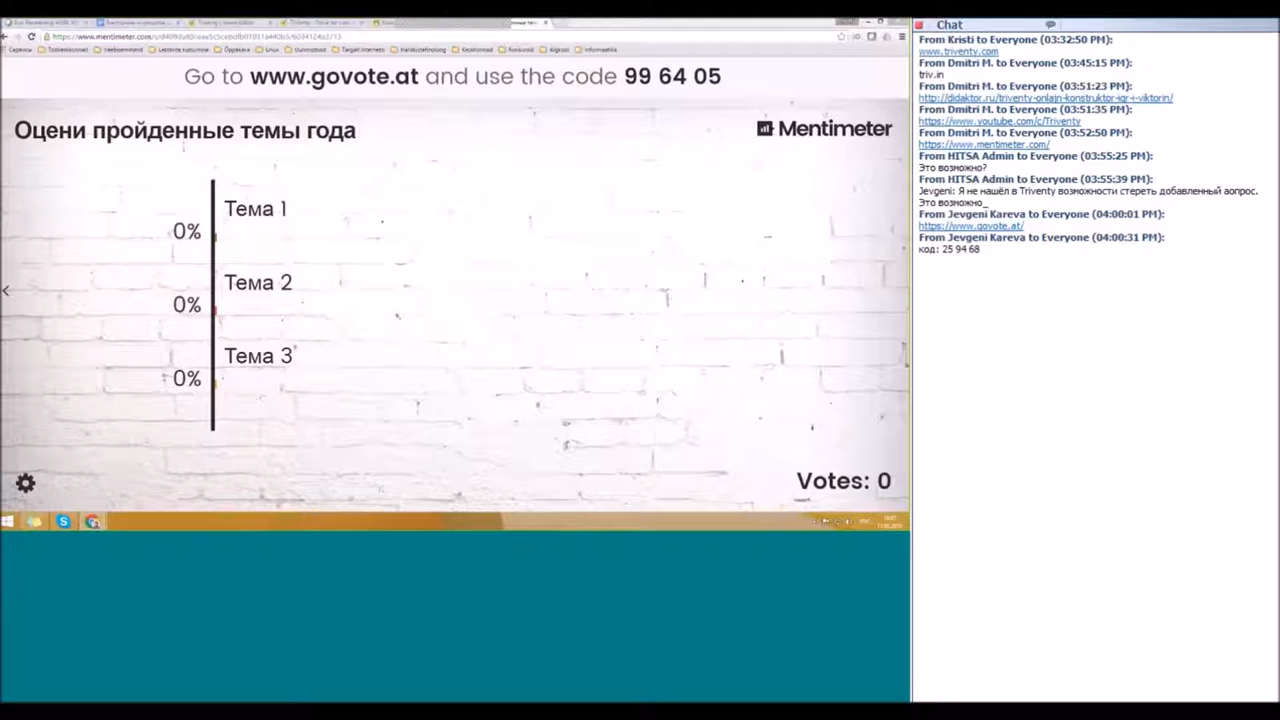 https://www.mentimeter.com/s/
Go to www.govote.at and use the code 99 64 05
Оцени пройденные темы года
Mentimeter
Тема 1
0%
Тема 2
0%
Тема 3
0%
Votes: 0
Chat
From Kristi to Everyone (03:32:50 PM):
www.triventy.com
From Dmitri M. to Everyone (03:45:15 PM):
triv.in
From Dmitri M. to Everyone (03:51:23 PM):
http://didaktor.ru/triventy-onlajn-konstruktor-igr-i-viktorin/
From Dmitri M. to Everyone (03:51:35 PM):
https://www.youtube.com/c/Triventy
From Dmitri M. to Everyone (03:52:50 PM):
https://www.mentimeter.com/
From HITSA Admin to Everyone (03:55:25 PM):
Это возможно?
From HITSA Admin to Everyone (03:55:39 PM):
Jevgeni: Я не нашёл в Triventy возможности стереть добавленный аопрос.
Это возможно_
From Jevgeni Kareva to Everyone (04:00:01 PM):
https://www.govote.at/
From Jevgeni Kareva to Everyone (04:00:31 PM):
код: 25 94 68